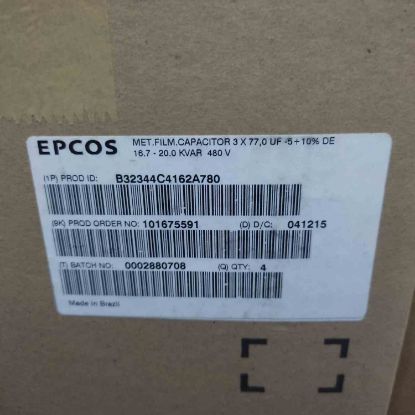 EPCOS
MET.FILM.CAPACITOR 3 X 77,0 UF -5+10% DE
16.7 - 20.0 KVAR 480 V
(1P) PROD ID: B32344C4162A780
(9K) PROD ORDER NO: 101675591 (D) D/C: 041215
(T) BATCH NO: 0002880708 (Q) QTY: 4
Made in Brazil